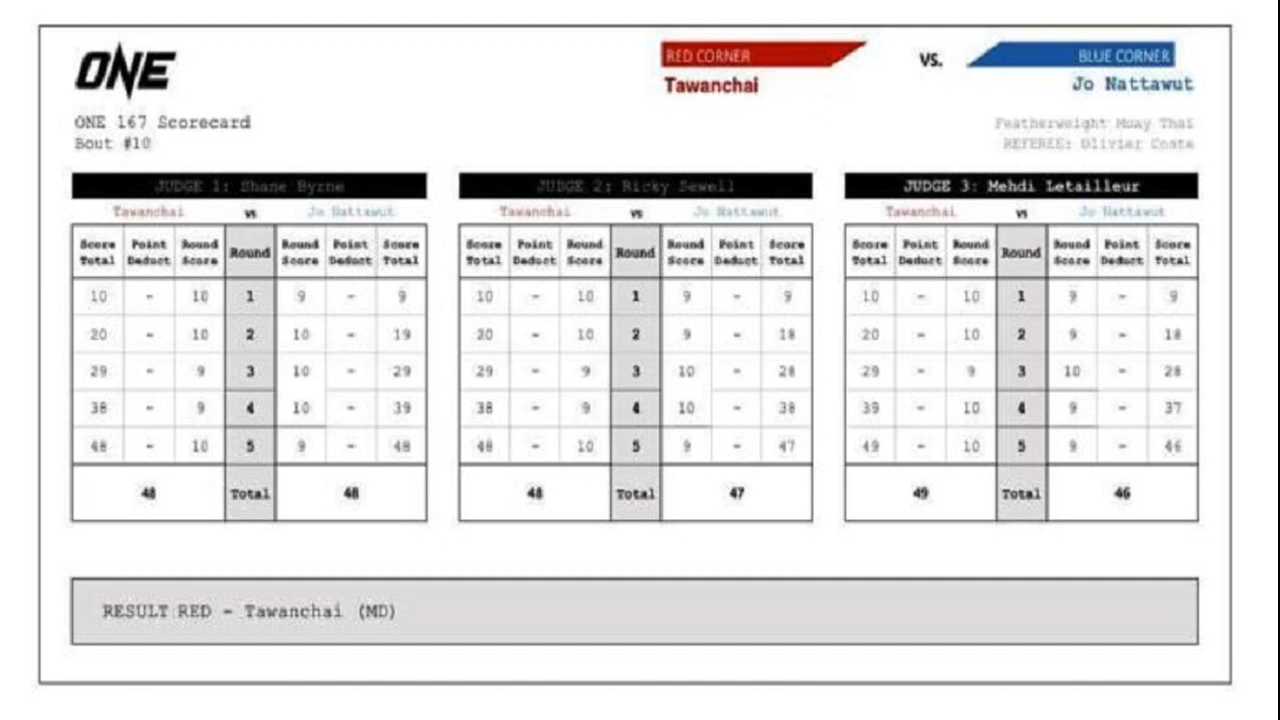 ONE
RED CORNER VS. BLUE CORNER
Tawanchai Jo Nattawut
ONE 167 Scorecard
Bout #10
Featherweight Muay Thai
REFEREE: Olivier Coste
JUDGE 1: Shane Byrne
Tawanchai vs Jo Nattawut
Score Total Point Deduct Round Score Round Round Score Point Deduct Score Total
10 - 10 1 9 - 9
20 - 10 2 10 - 19
29 - 9 3 10 - 29
38 - 9 4 10 - 39
48 - 10 5 9 - 48
48 Total 48
JUDGE 2: Ricky Sewell
Tawanchai vs Jo Nattawut
Score Total Point Deduct Round Score Round Round Score Point Deduct Score Total
10 - 10 1 9 - 9
20 - 10 2 9 - 18
29 - 9 3 10 - 28
38 - 9 4 10 - 38
48 - 10 5 9 - 47
48 Total 47
JUDGE 3: Mehdi Letailleur
Tawanchai vs Jo Nattawut
Score Total Point Deduct Round Score Round Round Score Point Deduct Score Total
10 - 10 1 9 - 9
20 - 10 2 9 - 18
29 - 9 3 10 - 28
39 - 10 4 9 - 37
49 - 10 5 9 - 46
49 Total 46
RESULT RED - Tawanchai (MD)